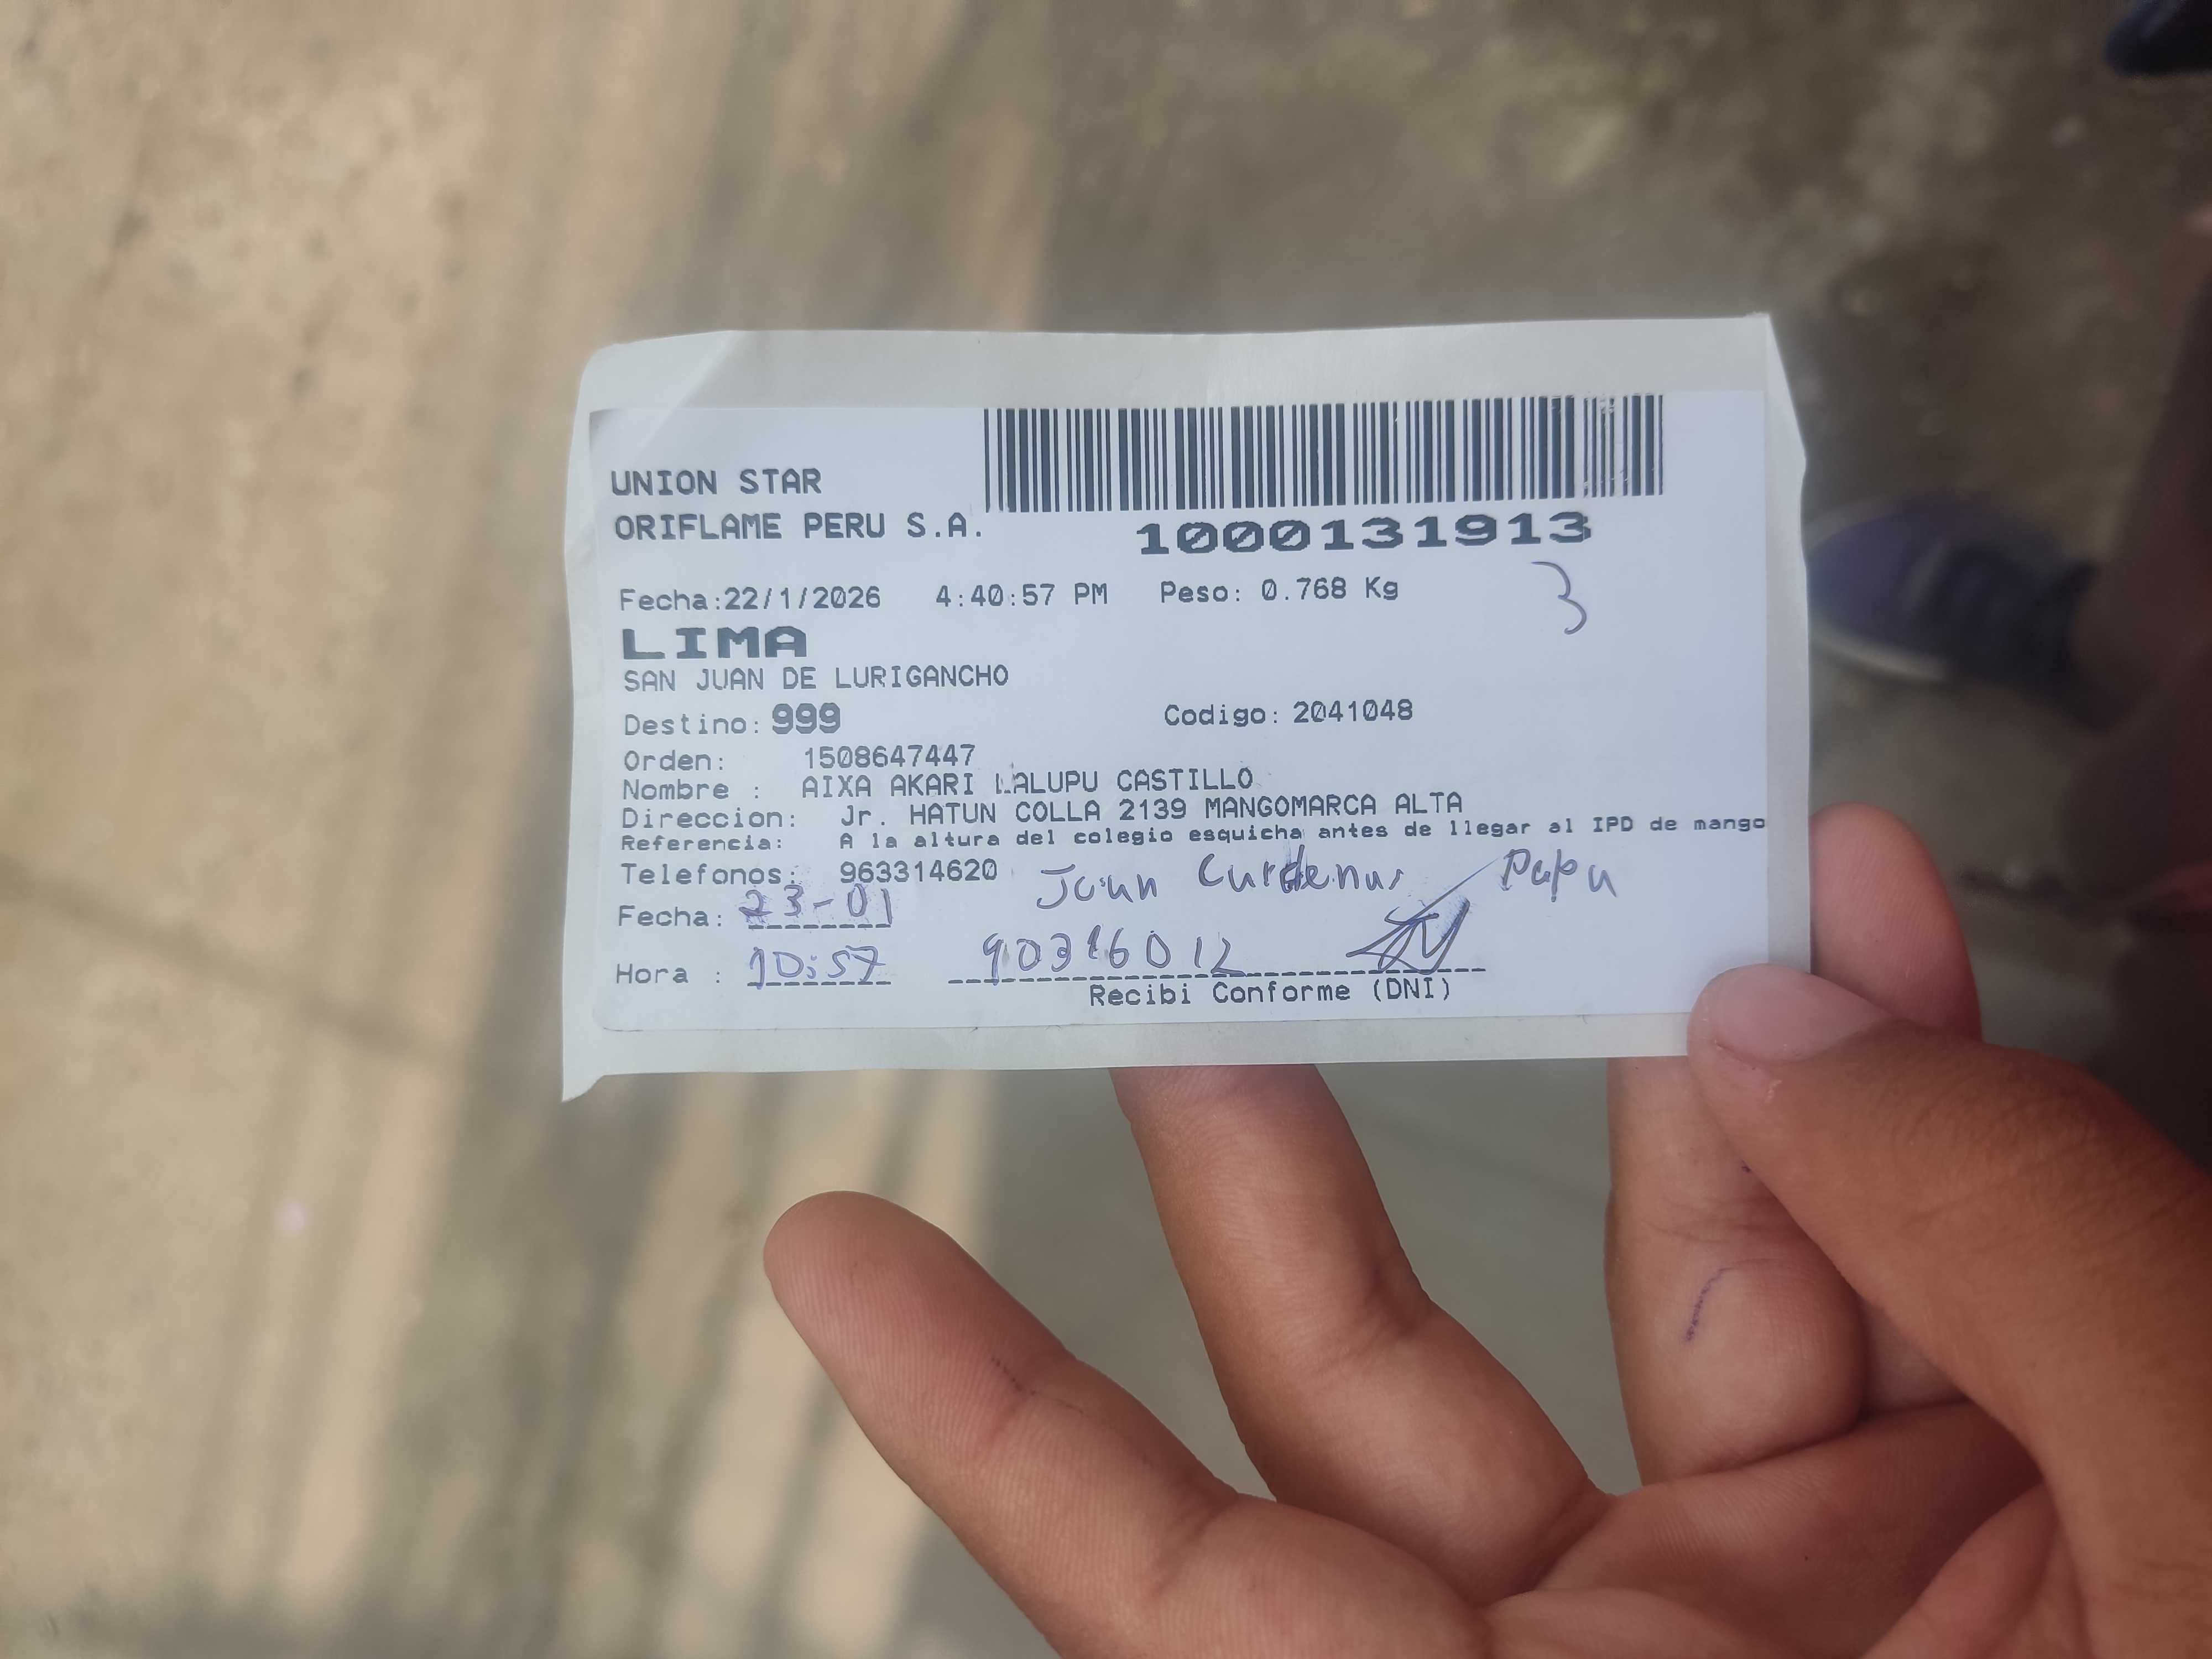 UNION STAR
ORIFLAME PERU S.A.
1000131913
Fecha:22/1/2026 4:40:57 PM Peso: 0.768 Kg
3
LIMA
SAN JUAN DE LURIGANCHO
Destino: 999 Codigo: 2041048
Orden: 1508647447
Nombre : AIXA AKARI LALUPU CASTILLO
Direccion: Jr. HATUN COLLA 2139 MANGOMARCA ALTA
Referencia: A la altura del colegio esquicha antes de llegar al IPD de mango
Telefonos: 963314620
Juan Cardenas Papa
Fecha: 23-01
Hora : 10:57
Recibi Conforme (DNI)